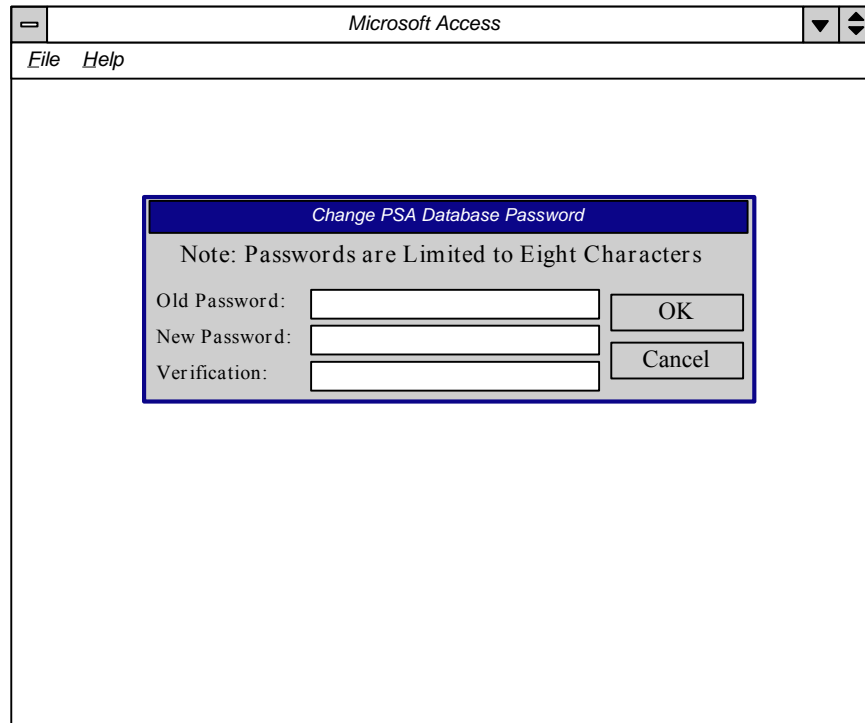 Microsoft Access
File Help
Change PSA Database Password
Note: Passwords are Limited to Eight Characters
Old Password:
OK
New Password:
Cancel
Verification: